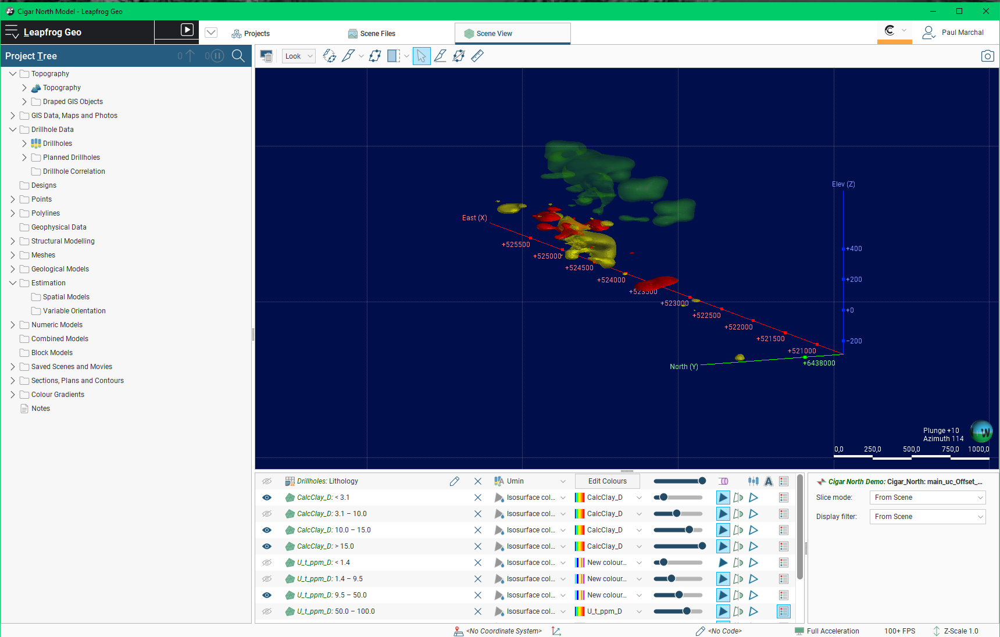 Cigar North Model - Leapfrog Geo
Leapfrog Geo
Projects
Scene Files
Scene View
Paul Marchal
Project Tree
0
0
Look
Topography
Topography
Draped GIS Objects
GIS Data, Maps and Photos
Drillhole Data
Drillholes
Planned Drillholes
Drillhole Correlation
Designs
Points
Polylines
Geophysical Data
Structural Modelling
Meshes
Geological Models
Estimation
Spatial Models
Variable Orientation
Numeric Models
Combined Models
Block Models
Saved Scenes and Movies
Sections, Plans and Contours
Colour Gradients
Notes
Elev (Z)
East (X)
+525500
+525000
+524500
+524000
+523500
+523000
+522500
+522000
+521500
+521000
+400
+200
+0
−200
North (Y)
+6438000
W
Plunge +10
Azimuth 114
0,0 250,0 500,0 750,0 1000,0
Drillholes: Lithology Umin Edit Colours
CalcClay_D: < 3.1 Isosurface col... CalcClay_D
CalcClay_D: 3.1 – 10.0 Isosurface col... CalcClay_D
CalcClay_D: 10.0 – 15.0 Isosurface col... CalcClay_D
CalcClay_D: > 15.0 Isosurface col... CalcClay_D
U_t_ppm_D: < 1.4 Isosurface col... New colour...
U_t_ppm_D: 1.4 – 9.5 Isosurface col... New colour...
U_t_ppm_D: 9.5 – 50.0 Isosurface col... New colour...
U_t_ppm_D: 50.0 – 100.0 Isosurface col... U_t_ppm_D
Cigar North Demo: Cigar_North: main_uc_Offset_...
Slice mode: From Scene
Display filter: From Scene
<No Coordinate System>
<No Code>
Full Acceleration
100+ FPS
Z-Scale 1.0